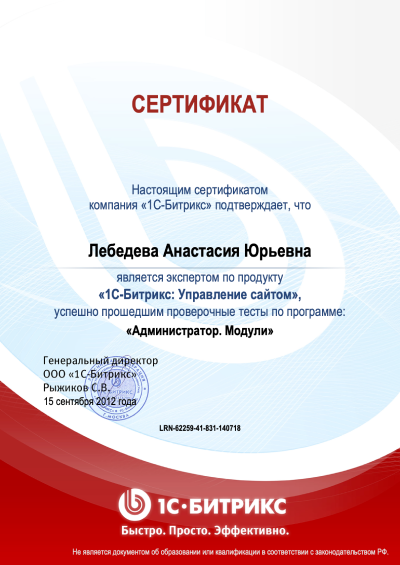 СЕРТИФИКАТ
Настоящим сертификатом
компания «1С-Битрикс» подтверждает, что
Лебедева Анастасия Юрьевна
является экспертом по продукту
«1С-Битрикс: Управление сайтом»,
успешно прошедшим проверочные тесты по программе:
«Администратор. Модули»
Генеральный директор
ООО «1С-Битрикс»
Рыжиков С.В.
15 сентября 2012 года
LRN-62259-41-831-140718
1С·БИТРИКС
Быстро. Просто. Эффективно.
Не является документом об образовании или квалификации в соответствии с законодательством РФ.